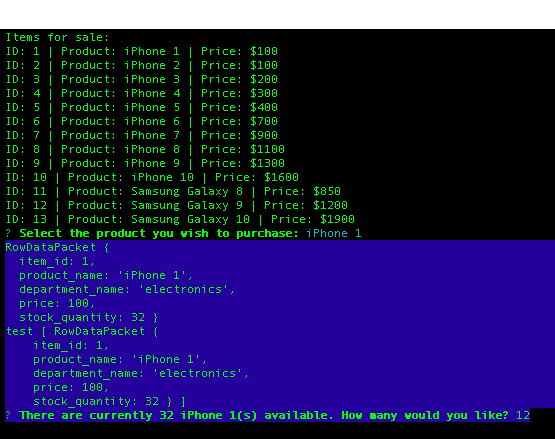 Items for sale:
ID: 1 | Product: iPhone 1 | Price: $100
ID: 2 | Product: iPhone 2 | Price: $100
ID: 3 | Product: iPhone 3 | Price: $200
ID: 4 | Product: iPhone 4 | Price: $300
ID: 5 | Product: iPhone 5 | Price: $400
ID: 6 | Product: iPhone 6 | Price: $700
ID: 7 | Product: iPhone 7 | Price: $900
ID: 8 | Product: iPhone 8 | Price: $1100
ID: 9 | Product: iPhone 9 | Price: $1300
ID: 10 | Product: iPhone 10 | Price: $1600
ID: 11 | Product: Samsung Galaxy 8 | Price: $850
ID: 12 | Product: Samsung Galaxy 9 | Price: $1200
ID: 13 | Product: Samsung Galaxy 10 | Price: $1900
? Select the product you wish to purchase: iPhone 1
RowDataPacket {
  item_id: 1,
  product_name: 'iPhone 1',
  department_name: 'electronics',
  price: 100,
  stock_quantity: 32 }
test [ RowDataPacket {
    item_id: 1,
    product_name: 'iPhone 1',
    department_name: 'electronics',
    price: 100,
    stock_quantity: 32 } ]
? There are currently 32 iPhone 1(s) available. How many would you like? 12